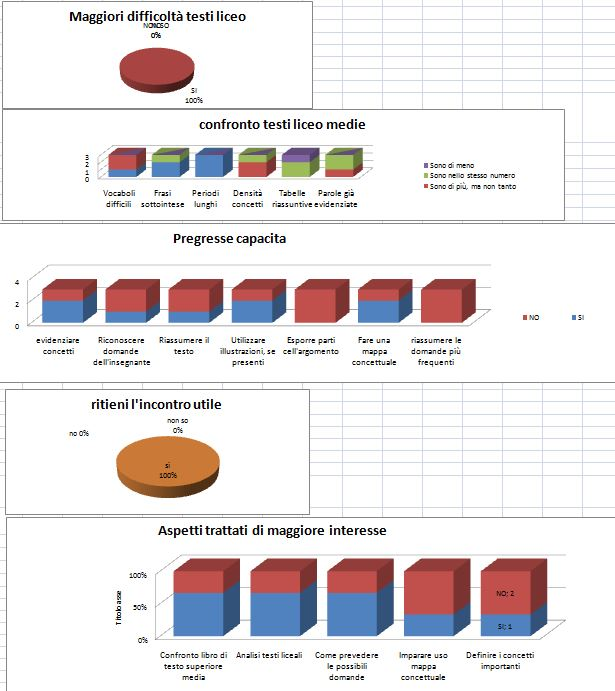 Maggiori difficoltà testi liceo
0%
SI
100%
confronto testi liceo medie
3
2
1
0
Vocaboli difficili
Frasi sottointese
Periodi lunghi
Densità concetti
Tabelle riassuntive
Parole già evidenziate
Sono di meno
Sono nello stesso numero
Sono di più, ma non tanto
Pregresse capacita
4
2
0
evidenziare concetti
Riconoscere domande dell'insegnante
Riassumere il testo
Utilizzare illustrazioni, se presenti
Esporre parti cell'argomento
Fare una mappa concettuale
riassumere le domande più frequenti
NO
SI
ritieni l'incontro utile
non so
0%
no 0%
si
100%
Aspetti trattati di maggiore interesse
Titolo asse
100%
50%
0%
NO; 2
SI; 1
Confronto libro di testo superiore media
Analisi testi liceali
Come prevedere le possibili domande
Imparare uso mappa concettuale
Definire i concetti importanti